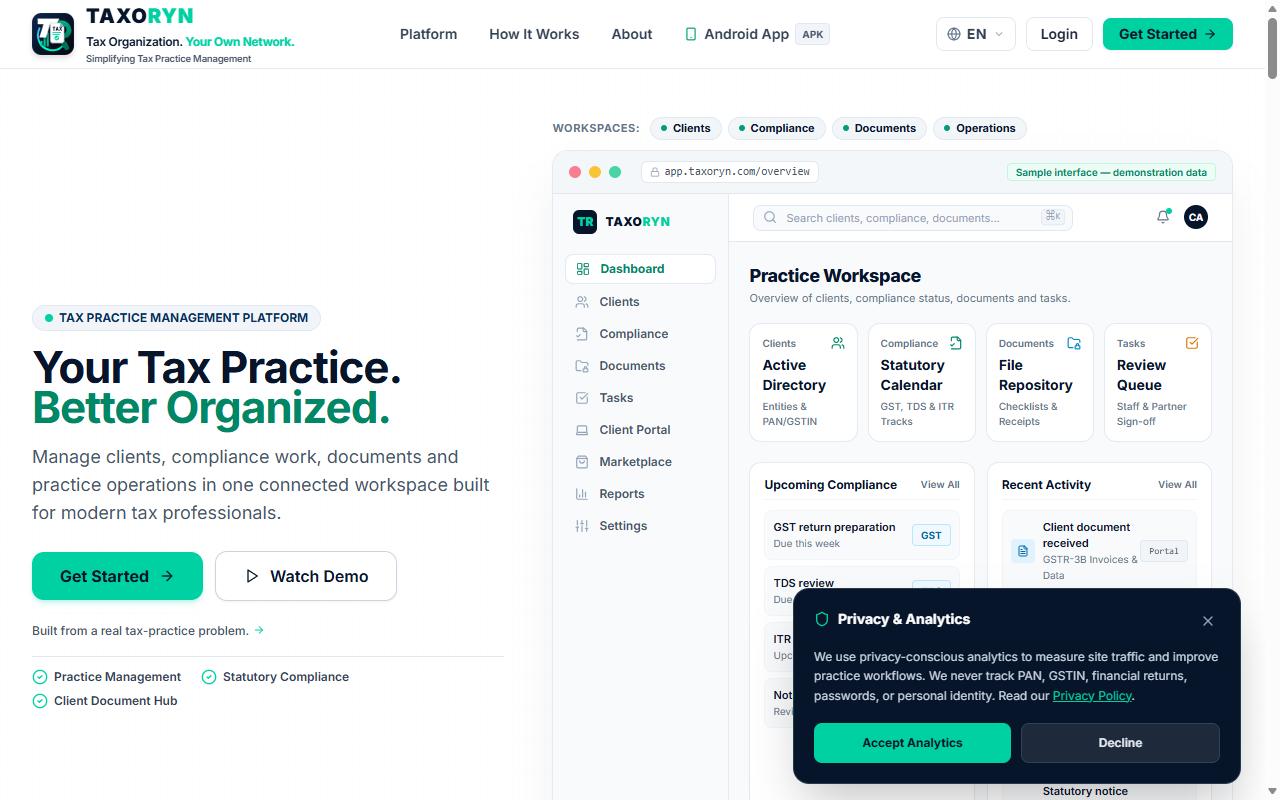 TAXORYN
Tax Organization. Your Own Network.
Simplifying Tax Practice Management
Platform
How It Works
About
Android App APK
EN
Login
Get Started
TAX PRACTICE MANAGEMENT PLATFORM
Your Tax Practice.
Better Organized.
Manage clients, compliance work, documents and
practice operations in one connected workspace built
for modern tax professionals.
Get Started
Watch Demo
Built from a real tax-practice problem.
Practice Management
Statutory Compliance
Client Document Hub
WORKSPACES:
Clients
Compliance
Documents
Operations
app.taxoryn.com/overview
Sample interface — demonstration data
TR TAXORYN
Search clients, compliance, documents...
⌘K
CA
Dashboard
Clients
Compliance
Documents
Tasks
Client Portal
Marketplace
Reports
Settings
Practice Workspace
Overview of clients, compliance status, documents and tasks.
Clients
Active
Directory
Entities &
PAN/GSTIN
Compliance
Statutory
Calendar
GST, TDS & ITR
Tracks
Documents
File
Repository
Checklists &
Receipts
Tasks
Review
Queue
Staff & Partner
Sign-off
Upcoming Compliance
View All
GST return preparation
Due this week
GST
TDS review
Due
ITR
Recent Activity
View All
Client document
received
GSTR-3B Invoices &
Data
Portal
Statutory notice
Privacy & Analytics
We use privacy-conscious analytics to measure site traffic and improve
practice workflows. We never track PAN, GSTIN, financial returns,
passwords, or personal identity. Read our Privacy Policy.
Accept Analytics
Decline